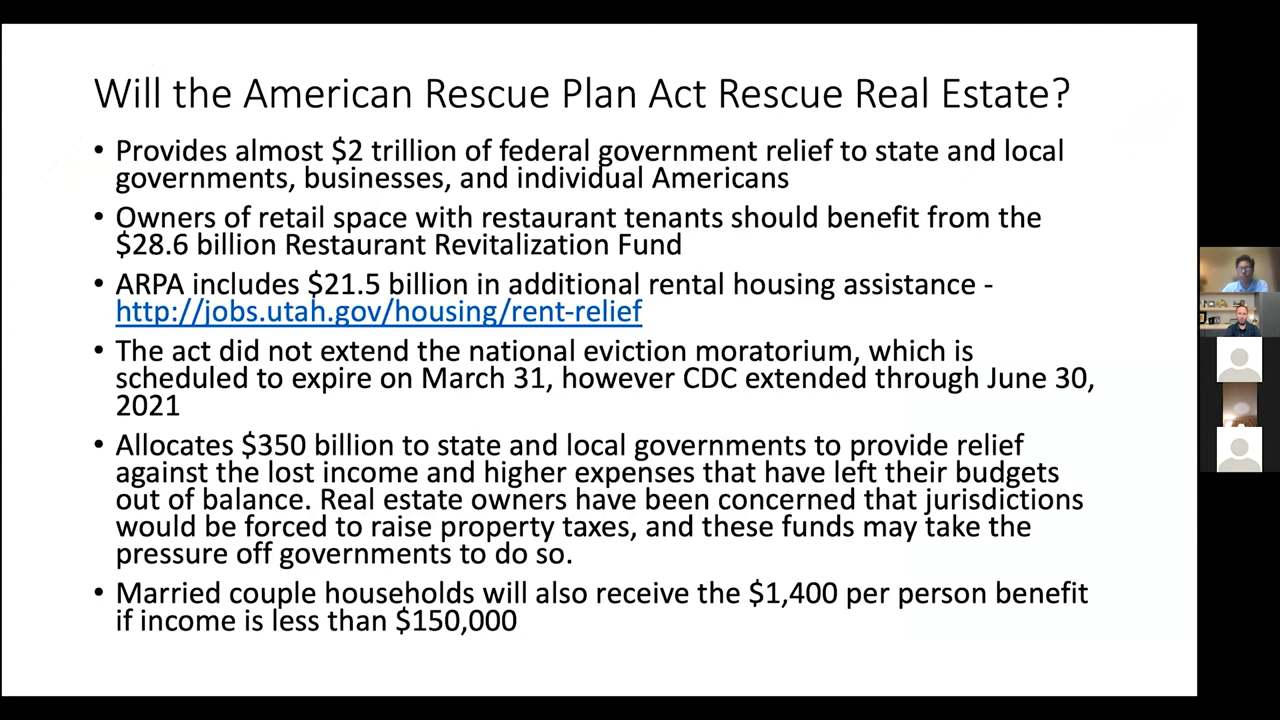 Will the American Rescue Plan Act Rescue Real Estate?
• Provides almost $2 trillion of federal government relief to state and local
governments, businesses, and individual Americans
• Owners of retail space with restaurant tenants should benefit from the
$28.6 billion Restaurant Revitalization Fund
• ARPA includes $21.5 billion in additional rental housing assistance -
http://jobs.utah.gov/housing/rent-relief
• The act did not extend the national eviction moratorium, which is
scheduled to expire on March 31, however CDC extended through June 30,
2021
• Allocates $350 billion to state and local governments to provide relief
against the lost income and higher expenses that have left their budgets
out of balance. Real estate owners have been concerned that jurisdictions
would be forced to raise property taxes, and these funds may take the
pressure off governments to do so.
• Married couple households will also receive the $1,400 per person benefit
if income is less than $150,000